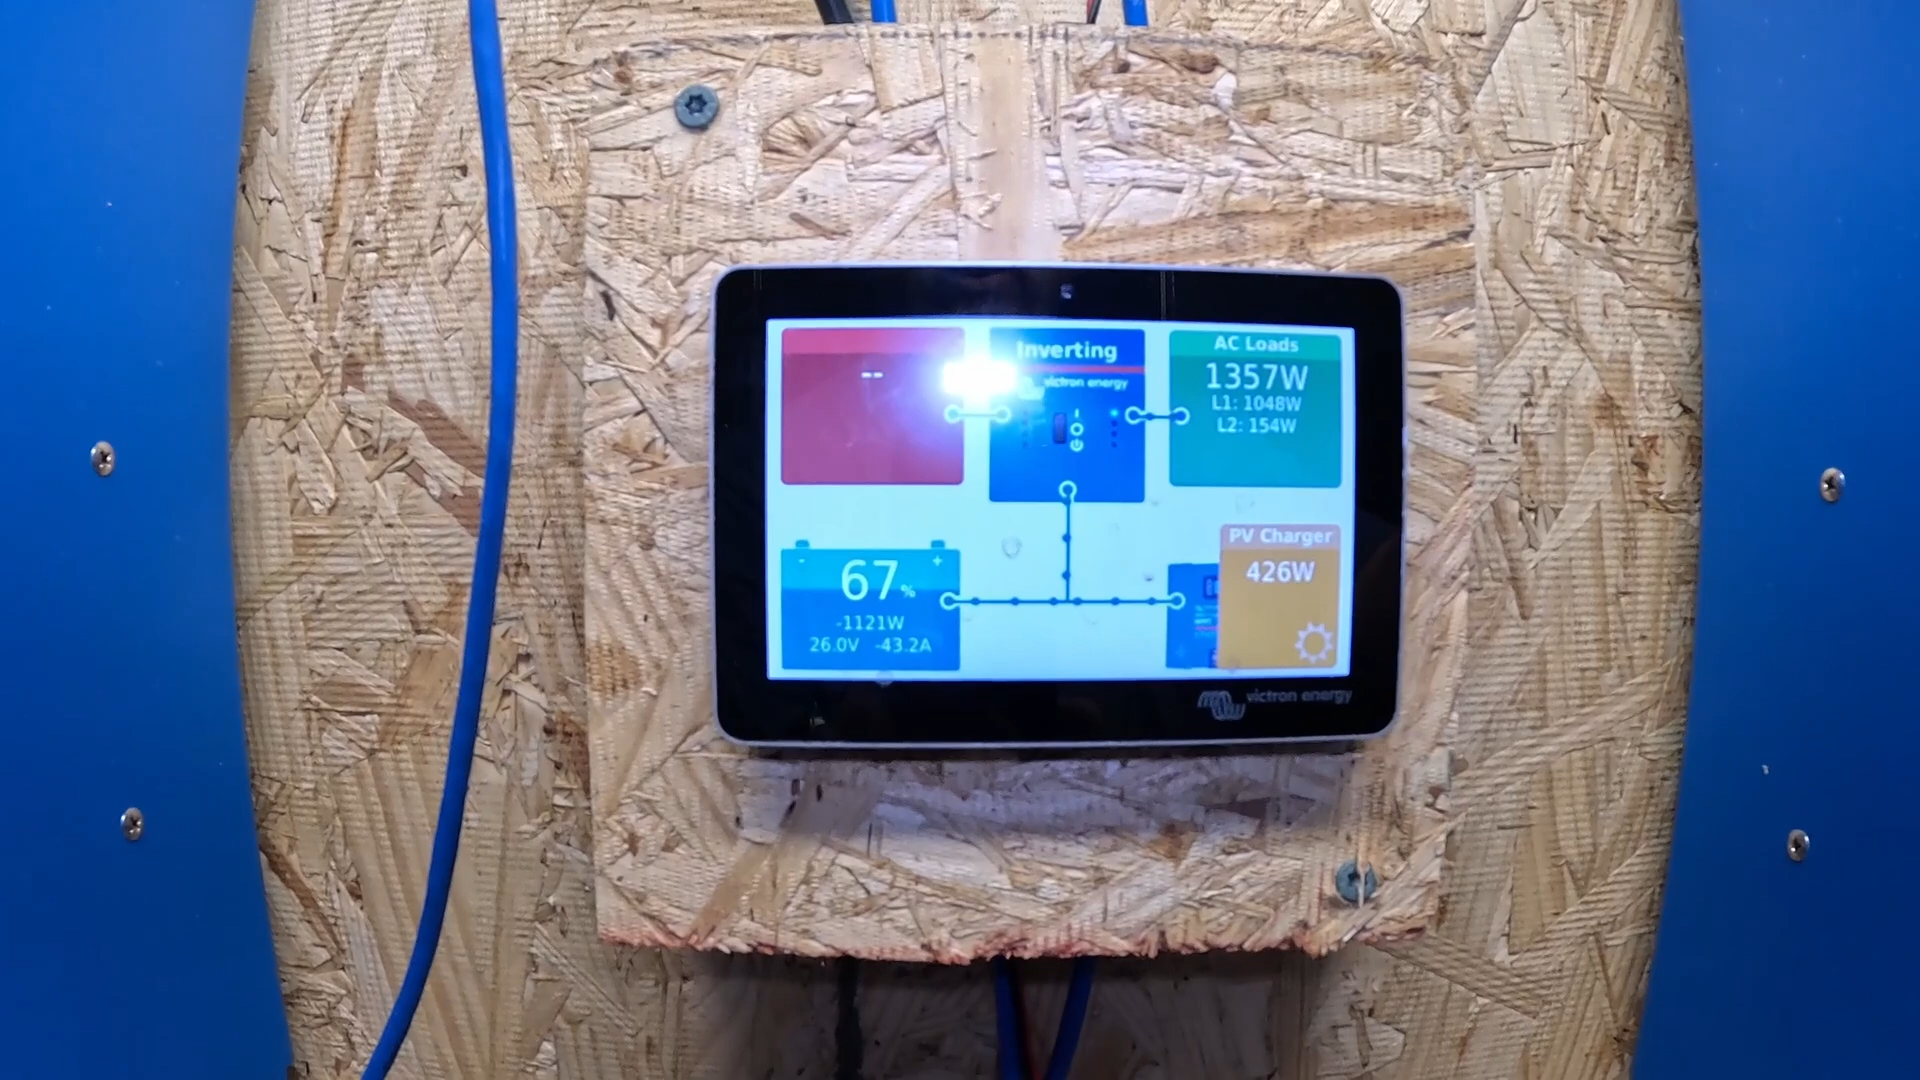 --
Inverting
victron energy
AC Loads
1357W
L1: 1048W
L2: 154W
- +
67%
-1121W
26.0V -43.2A
PV Charger
426W
victron energy